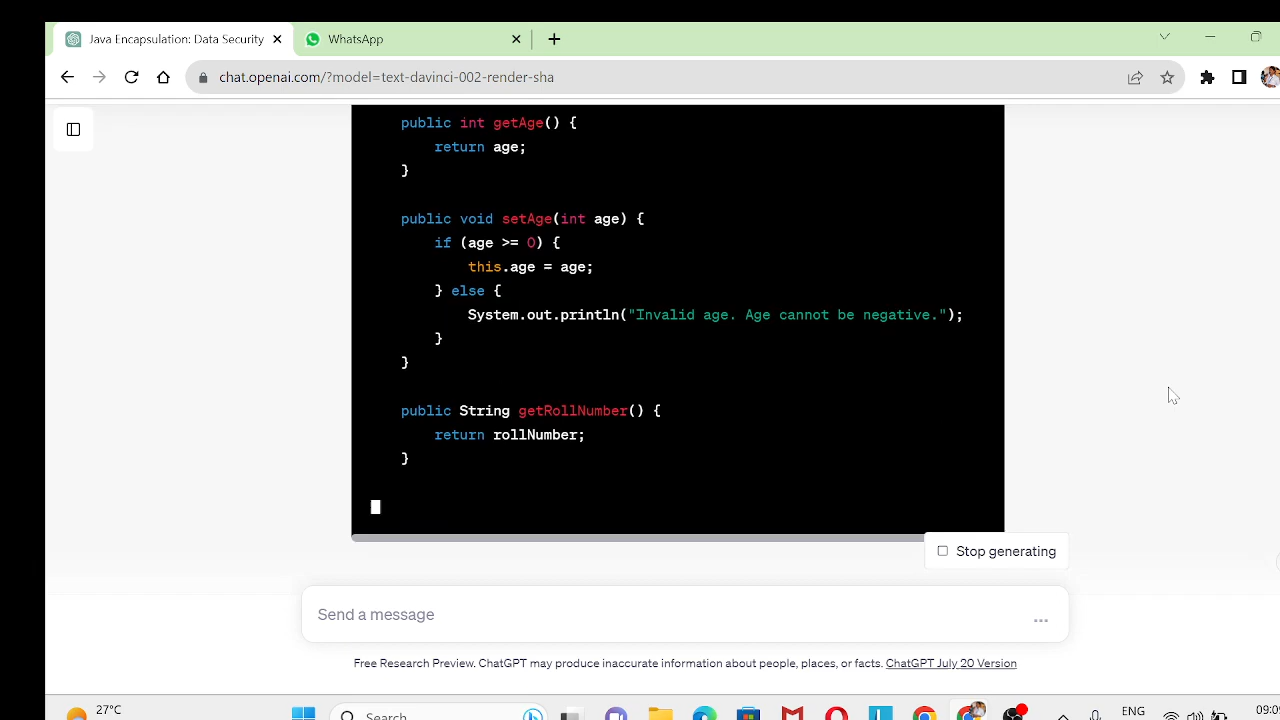 Java Encapsulation: Data Security
WhatsApp
chat.openai.com/?model=text-davinci-002-render-sha
public int getAge() {
return age;
}
public void setAge(int age) {
if (age >= 0) {
this.age = age;
} else {
System.out.println("Invalid age. Age cannot be negative.");
}
}
public String getRollNumber() {
return rollNumber;
}
Stop generating
Send a message
...
Free Research Preview. ChatGPT may produce inaccurate information about people, places, or facts. ChatGPT July 20 Version
27°C
Search
ENG